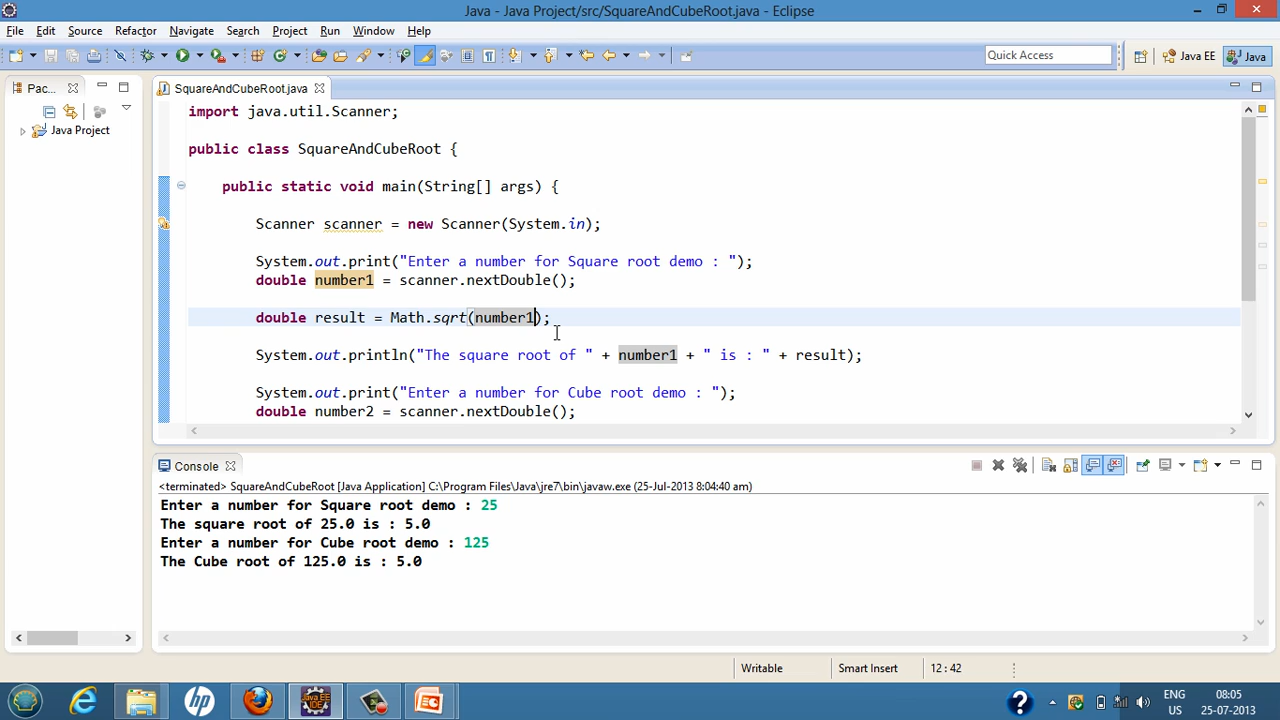 Java - Java Project/src/SquareAndCubeRoot.java - Eclipse
File Edit Source Refactor Navigate Search Project Run Window Help
Quick Access
Java EE
Java
Pac...
SquareAndCubeRoot.java
Java Project
import java.util.Scanner;
public class SquareAndCubeRoot {
public static void main(String[] args) {
Scanner scanner = new Scanner(System.in);
System.out.print("Enter a number for Square root demo : ");
double number1 = scanner.nextDouble();
double result = Math.sqrt(number1);
System.out.println("The square root of " + number1 + " is : " + result);
System.out.print("Enter a number for Cube root demo : ");
double number2 = scanner.nextDouble();
Console
<terminated> SquareAndCubeRoot [Java Application] C:\Program Files\Java\jre7\bin\javaw.exe (25-Jul-2013 8:04:40 am)
Enter a number for Square root demo : 25
The square root of 25.0 is : 5.0
Enter a number for Cube root demo : 125
The Cube root of 125.0 is : 5.0
Writable
Smart Insert
12 : 42
hp
Java EE
IDE
ENG
US
08:05
25-07-2013